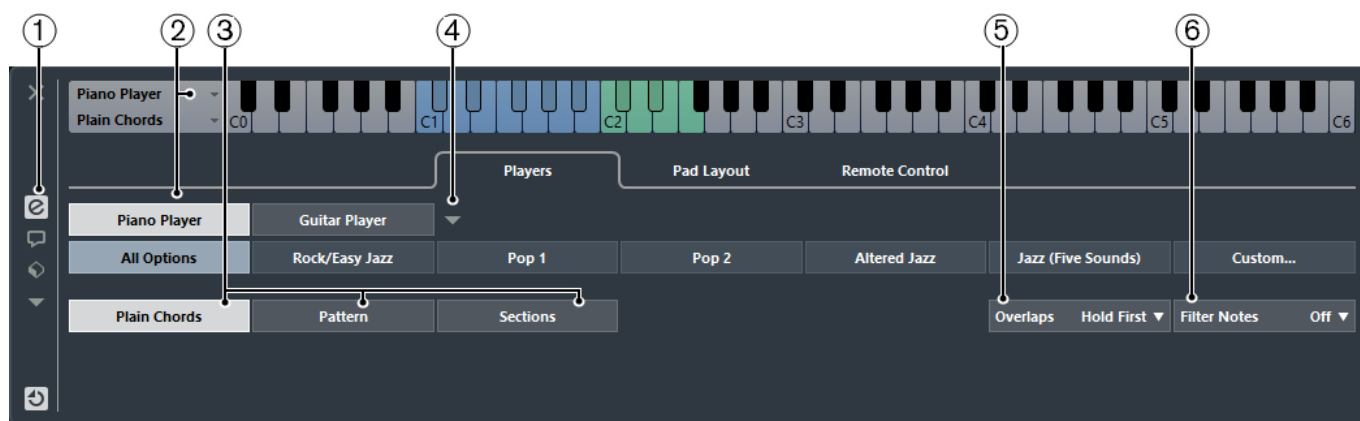 ① ② ③ ④ ⑤ ⑥
Piano Player
Plain Chords
C0 C1 C2 C3 C4 C5 C6
Players Pad Layout Remote Control
Piano Player Guitar Player
All Options Rock/Easy Jazz Pop 1 Pop 2 Altered Jazz Jazz (Five Sounds) Custom...
Plain Chords Pattern Sections Overlaps Hold First ▼ Filter Notes Off ▼